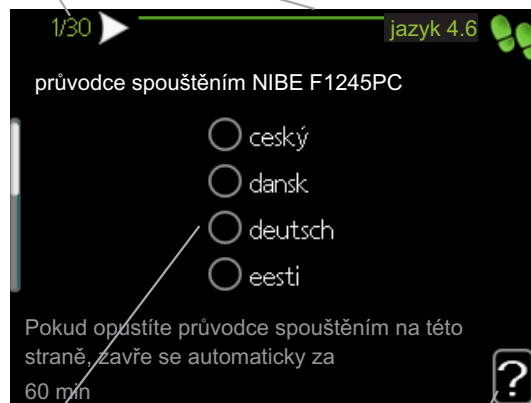 1/30
jazyk 4.6
průvodce spouštěním NIBE F1245PC
ceský
dansk
deutsch
eesti
Pokud opustíte průvodce spouštěním na této
straně, zavře se automaticky za
60 min
?